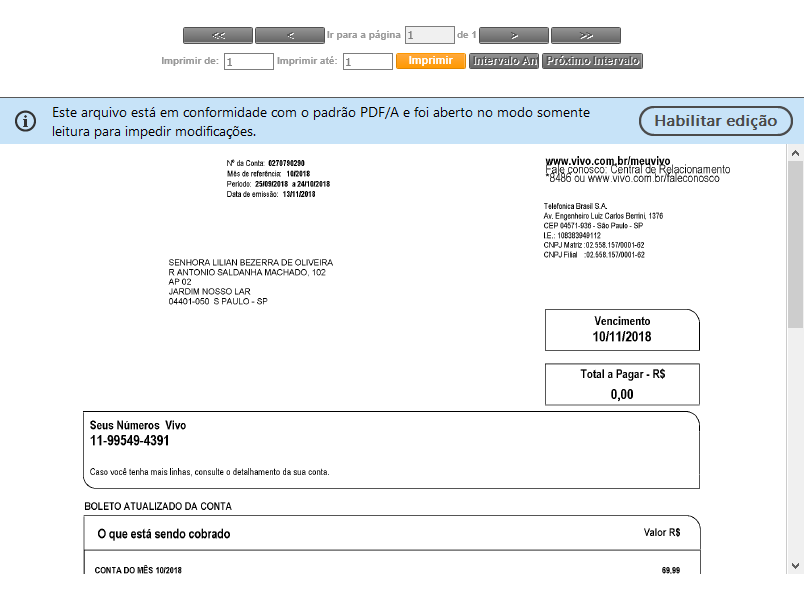 << < Ir para a página 1 de 1 > >>
Imprimir de: 1 Imprimir até: 1 Imprimir Intervalo An Próximo Intervalo
Este arquivo está em conformidade com o padrão PDF/A e foi aberto no modo somente
leitura para impedir modificações.
Habilitar edição
Nº da Conta: 0270790290
Mês de referência: 10/2018
Período: 25/09/2018 a 24/10/2018
Data de emissão: 13/11/2018
www.vivo.com.br/meuvivo
Fale conosco: Central de Relacionamento
*8486 ou www.vivo.com.br/faleconosco
Telefonica Brasil S.A.
Av. Engenheiro Luiz Carlos Berrini, 1376
CEP 04571-936 - São Paulo - SP
I.E.: 108383949112
CNPJ Matriz :02.558.157/0001-62
CNPJ Filial :02.558.157/0001-62
SENHORA LILIAN BEZERRA DE OLIVEIRA
R ANTONIO SALDANHA MACHADO, 102
AP 02
JARDIM NOSSO LAR
04401-050 S PAULO - SP
Vencimento
10/11/2018
Total a Pagar - R$
0,00
Seus Números Vivo
11-99549-4391
Caso você tenha mais linhas, consulte o detalhamento da sua conta.
BOLETO ATUALIZADO DA CONTA
O que está sendo cobrado Valor R$
CONTA DO MÊS 10/2018 69,99